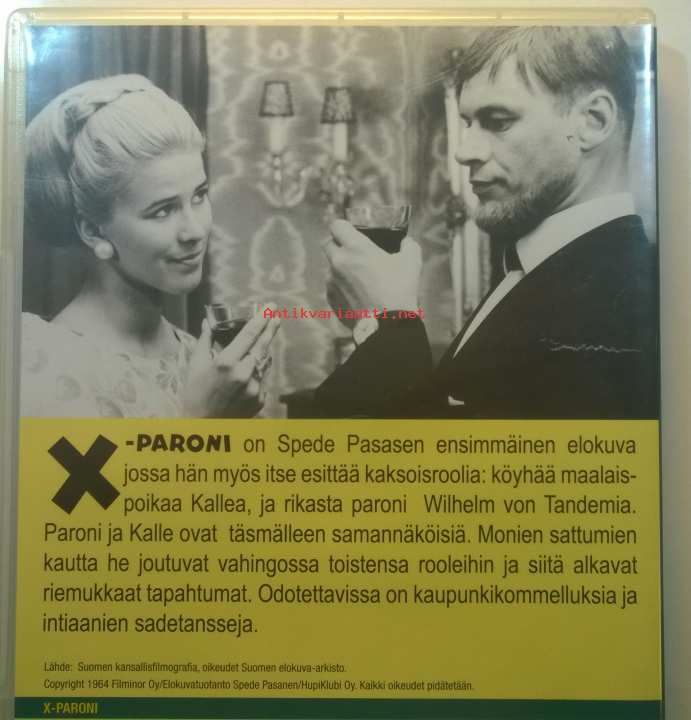 Antikvariaatti.net
X-PARONI on Spede Pasasen ensimmäinen elokuva
jossa hän myös itse esittää kaksoisroolia: köyhää maalais-
poikaa Kallea, ja rikasta paroni Wilhelm von Tandemia.
Paroni ja Kalle ovat täsmälleen samannäköisiä. Monien sattumien
kautta he joutuvat vahingossa toistensa rooleihin ja siitä alkavat
riemukkaat tapahtumat. Odotettavissa on kaupunkikommelluksia ja
intiaanien sadetansseja.
Lähde: Suomen kansallisfilmografia, oikeudet Suomen elokuva-arkisto.
Copyright 1964 Filminor Oy/Elokuvatuotanto Spede Pasanen/HupiKlubi Oy. Kaikki oikeudet pidätetään.
X-PARONI